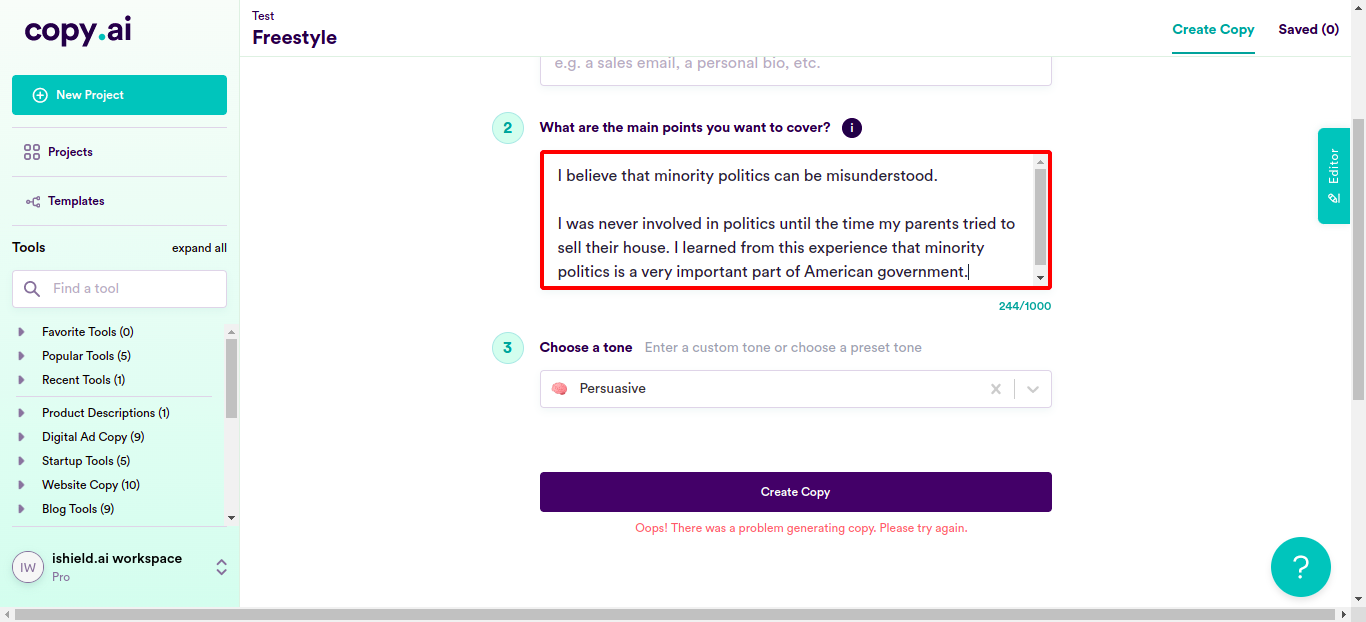 copy.ai
New Project
Projects
Templates
Tools
expand all
Find a tool
Favorite Tools (0)
Popular Tools (5)
Recent Tools (1)
Product Descriptions (1)
Digital Ad Copy (9)
Startup Tools (5)
Website Copy (10)
Blog Tools (9)
IW
ishield.ai workspace
Pro
Test
Freestyle
Create Copy
Saved (0)
e.g. a sales email, a personal bio, etc.
2
What are the main points you want to cover?
i
I believe that minority politics can be misunderstood.
I was never involved in politics until the time my parents tried to
sell their house. I learned from this experience that minority
politics is a very important part of American government.
244/1000
3
Choose a tone
Enter a custom tone or choose a preset tone
Persuasive
Create Copy
Oops! There was a problem generating copy. Please try again.
Editor
?